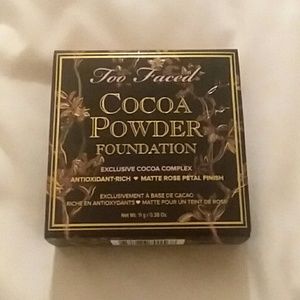 Too Faced
COCOA
POWDER
FOUNDATION
EXCLUSIVE COCOA COMPLEX
ANTIOXIDANT-RICH ♥ MATTE ROSE PETAL FINISH
EXCLUSIVEMENT À BASE DE CACAO
RICHE EN ANTIOXYDANTS ♥ MATTE POUR UN TEINT DE ROSE
Net Wt. 11 g / 0.38 Oz.